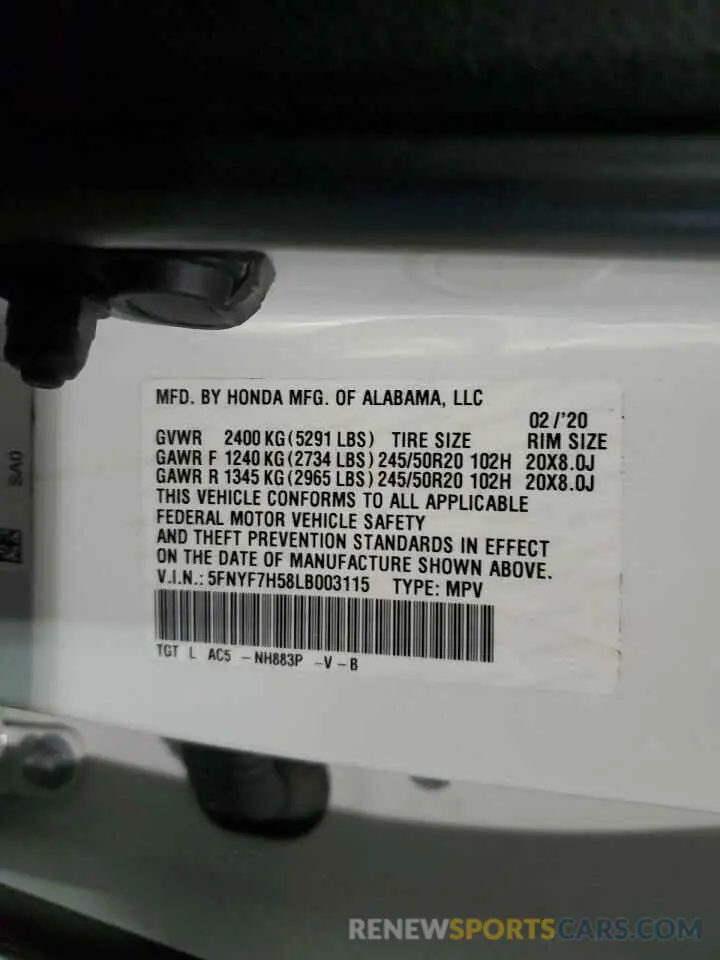 MFD. BY HONDA MFG. OF ALABAMA, LLC
02/'20
GVWR 2400 KG (5291 LBS) TIRE SIZE RIM SIZE
GAWR F 1240 KG (2734 LBS) 245/50R20 102H 20X8.0J
GAWR R 1345 KG (2965 LBS) 245/50R20 102H 20X8.0J
THIS VEHICLE CONFORMS TO ALL APPLICABLE
FEDERAL MOTOR VEHICLE SAFETY
AND THEFT PREVENTION STANDARDS IN EFFECT
ON THE DATE OF MANUFACTURE SHOWN ABOVE.
V.I.N.: 5FNYF7H58LB003115 TYPE: MPV
TGT L AC5 -NH883P -V-B
SA0
RENEWSPORTSCARS.COM